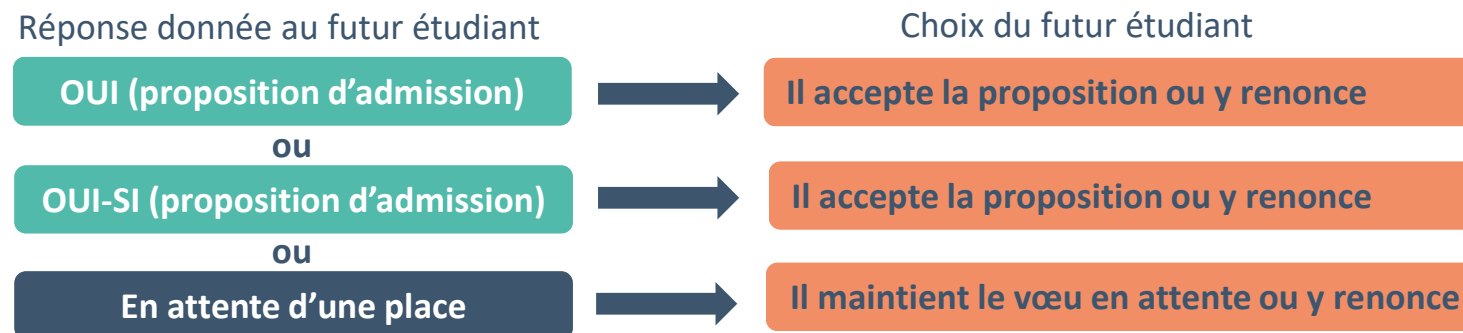 Réponse donnée au futur étudiant
Choix du futur étudiant
OUI (proposition d’admission)
Il accepte la proposition ou y renonce
ou
OUI-SI (proposition d’admission)
Il accepte la proposition ou y renonce
ou
En attente d’une place
Il maintient le vœu en attente ou y renonce